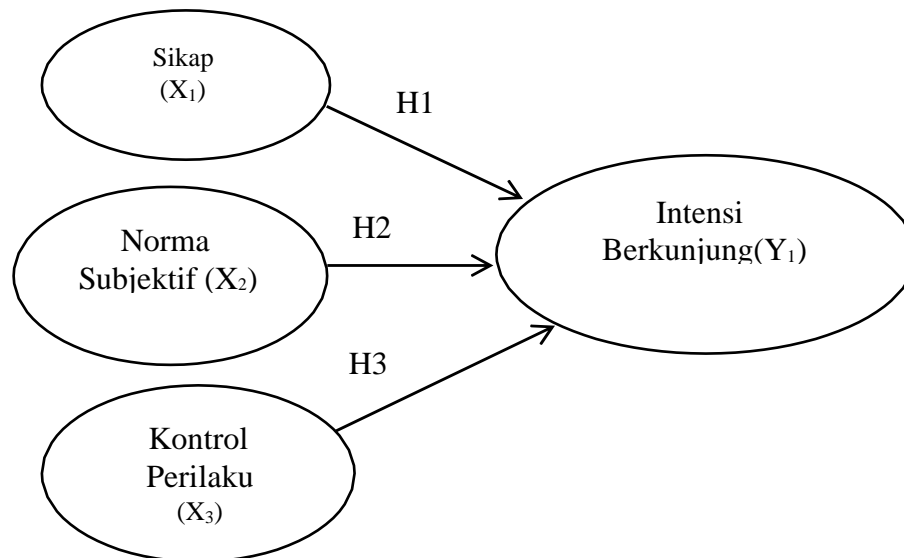 Sikap
(X₁)
H1
Norma
Subjektif (X₂)
H2
Intensi
Berkunjung(Y₁)
H3
Kontrol
Perilaku
(X₃)